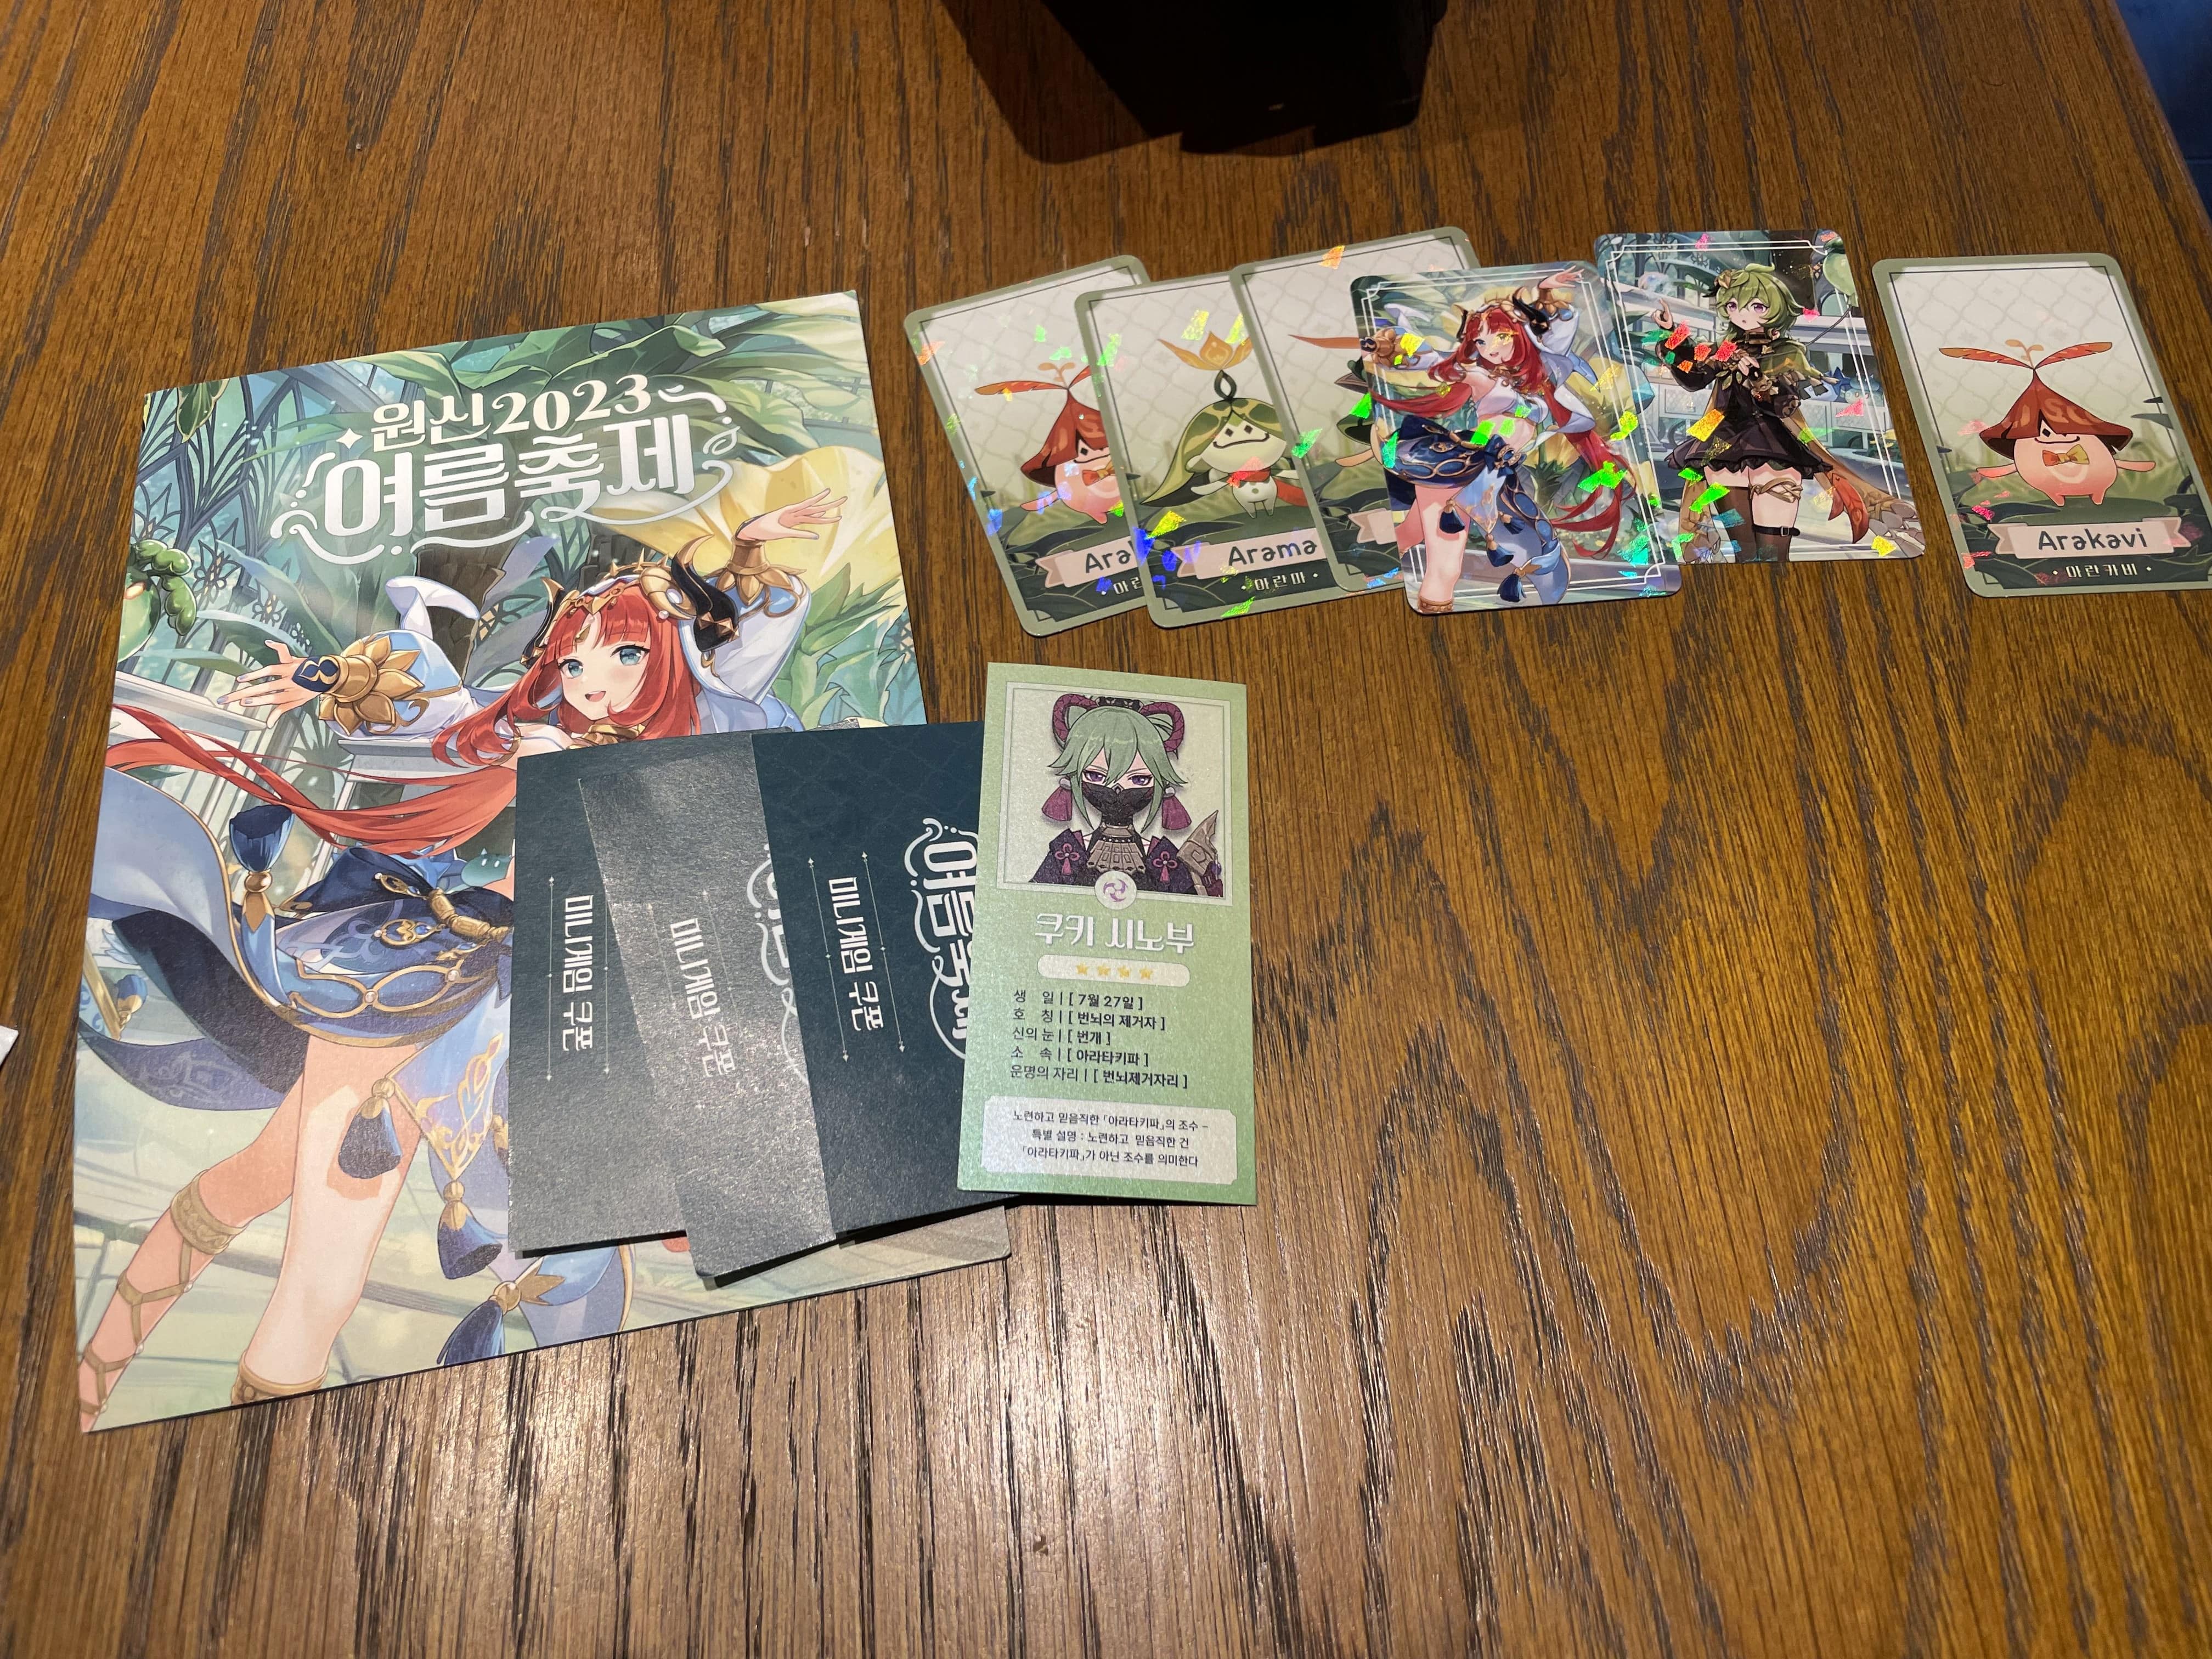 원신2023
여름축제
Ara
아란
Arama
아란마
Arakavi
아란카비
미니게임 쿠폰
미니게임 쿠폰
미니게임 쿠폰
여름축제
쿠키 시노부
생 일 | [ 7월 27일 ]
호 칭 | [ 번뇌의 제거자 ]
신의 눈 | [ 번개 ]
소 속 | [ 아라타키파 ]
운명의 자리 | [ 번뇌제거자리 ]
노련하고 믿음직한 「아라타키파」의 조수 –
특별 설명 : 노련하고 믿음직한 건
「아라타키파」가 아닌 조수를 의미한다